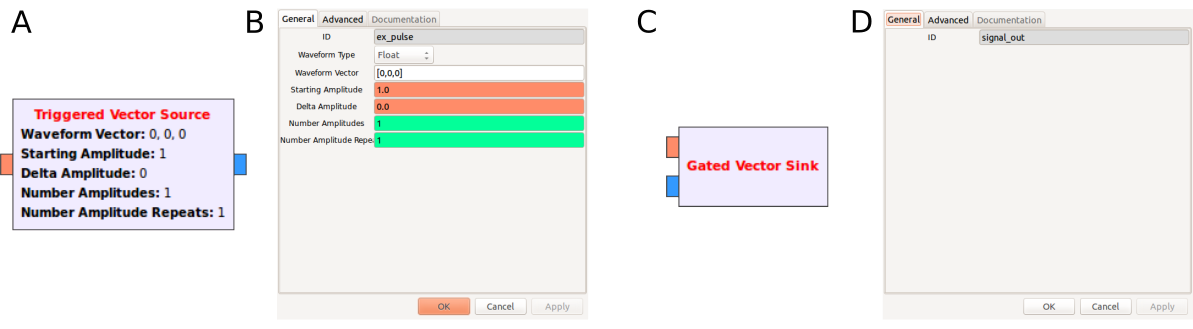 A
Triggered Vector Source
Waveform Vector: 0, 0, 0
Starting Amplitude: 1
Delta Amplitude: 0
Number Amplitudes: 1
Number Amplitude Repeats: 1
B
General Advanced Documentation
ID ex_pulse
Waveform Type Float
Waveform Vector [0,0,0]
Starting Amplitude 1.0
Delta Amplitude 0.0
Number Amplitudes 1
Number Amplitude Repe 1
OK Cancel Apply
C
Gated Vector Sink
D
General Advanced Documentation
ID signal_out
OK Cancel Apply